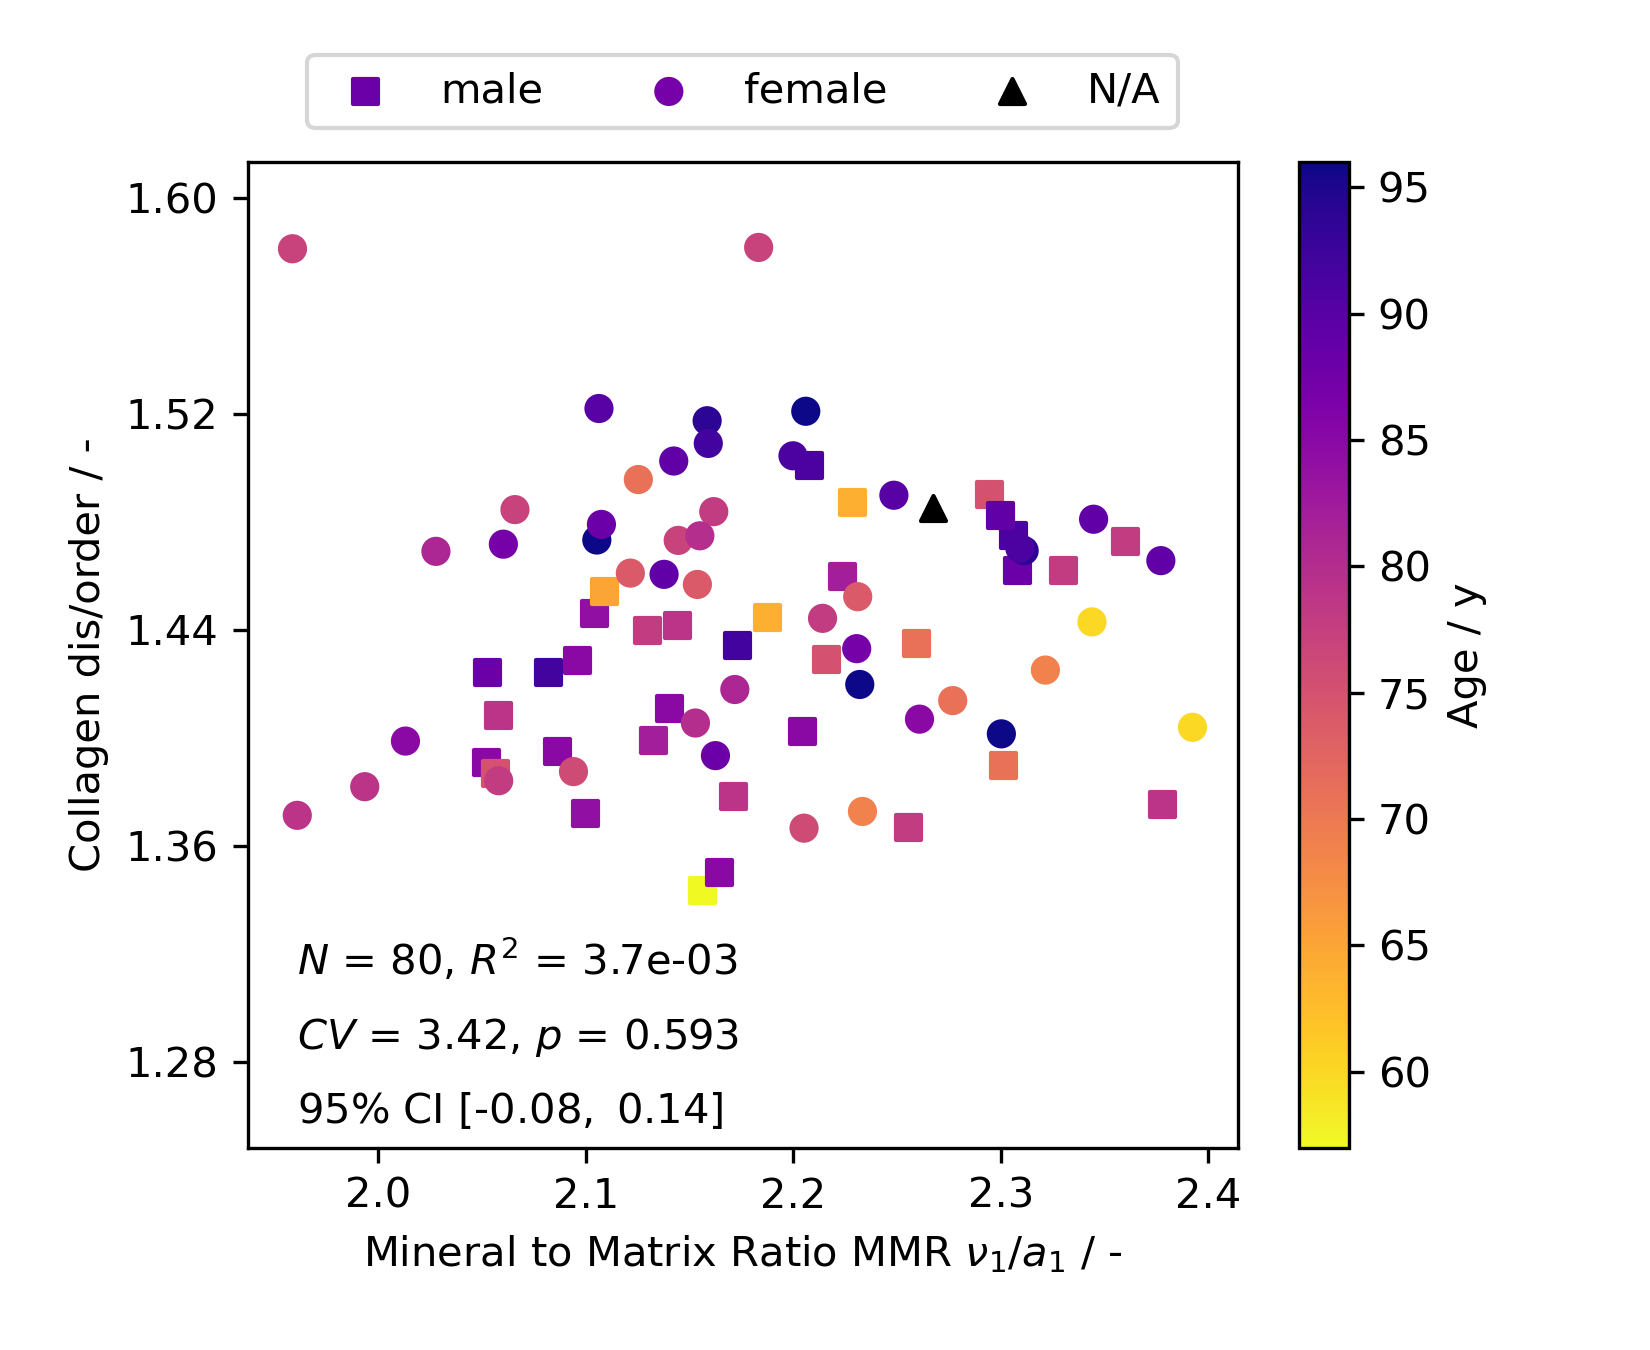 male female N/A
1.60
1.52
1.44
1.36
1.28
Collagen dis/order / -
N = 80, R² = 3.7e-03
CV = 3.42, p = 0.593
95% CI [-0.08, 0.14]
2.0 2.1 2.2 2.3 2.4
Mineral to Matrix Ratio MMR ν₁/a₁ / -
95
90
85
80
75
70
65
60
Age / y